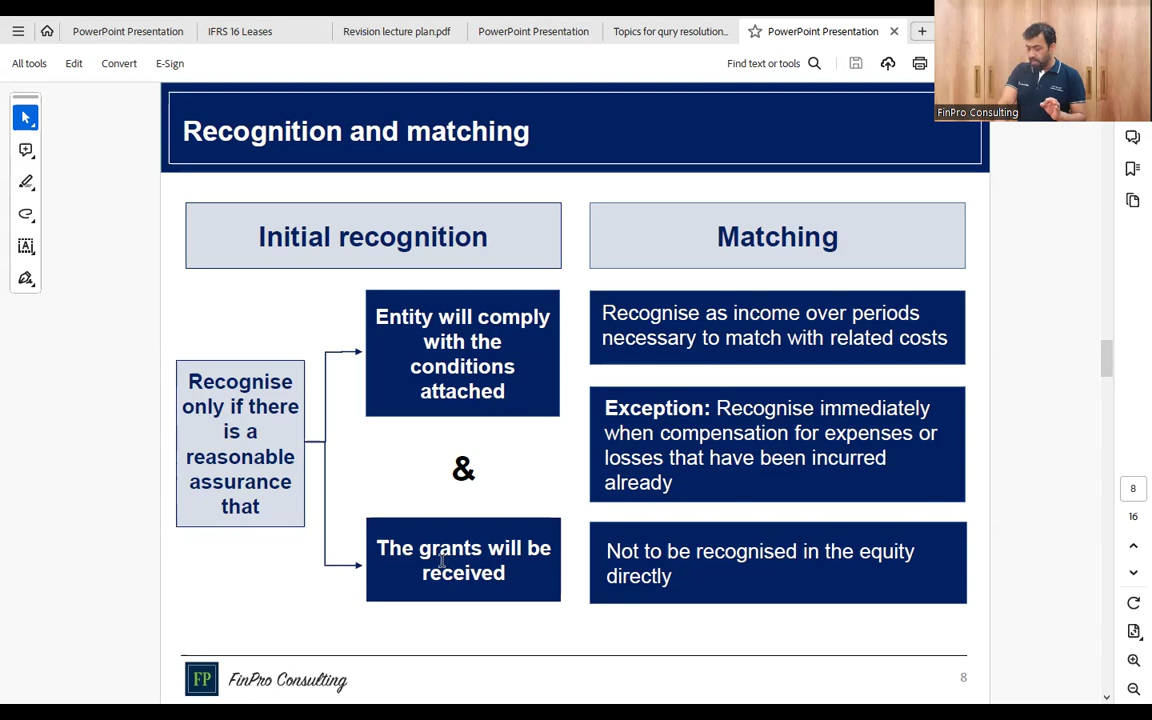 PowerPoint Presentation
IFRS 16 Leases
Revision lecture plan.pdf
PowerPoint Presentation
Topics for qury resolution...
PowerPoint Presentation
All tools
Edit
Convert
E-Sign
Find text or tools
FinPro Consulting
Recognition and matching
Initial recognition
Matching
Recognise
only if there
is a
reasonable
assurance
that
Entity will comply
with the
conditions
attached
&
The grants will be
received
Recognise as income over periods
necessary to match with related costs
Exception: Recognise immediately
when compensation for expenses or
losses that have been incurred
already
Not to be recognised in the equity
directly
FP
FinPro Consulting
8
8
16